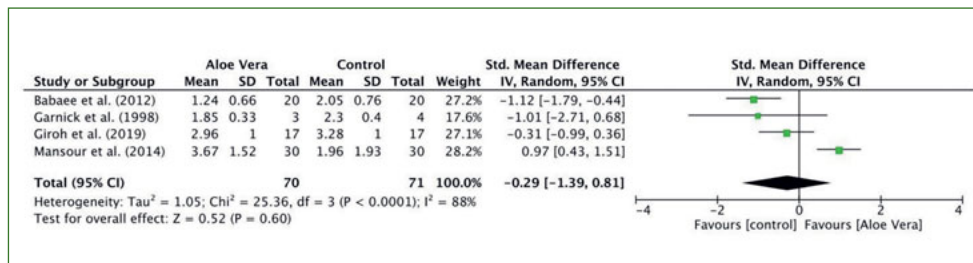 Aloe Vera Control Std. Mean Difference Std. Mean Difference
Study or Subgroup Mean SD Total Mean SD Total Weight IV, Random, 95% CI IV, Random, 95% CI
Babaee et al. (2012) 1.24 0.66 20 2.05 0.76 20 27.2% -1.12 [-1.79, -0.44]
Garnick et al. (1998) 1.85 0.33 3 2.3 0.4 4 17.6% -1.01 [-2.71, 0.68]
Giroh et al. (2019) 2.96 1 17 3.28 1 17 27.1% -0.31 [-0.99, 0.36]
Mansour et al. (2014) 3.67 1.52 30 1.96 1.93 30 28.2% 0.97 [0.43, 1.51]
Total (95% CI) 70 71 100.0% -0.29 [-1.39, 0.81]
Heterogeneity: Tau² = 1.05; Chi² = 25.36, df = 3 (P < 0.0001); I² = 88%
Test for overall effect: Z = 0.52 (P = 0.60)
-4 -2 0 2 4
Favours [control] Favours [Aloe Vera]